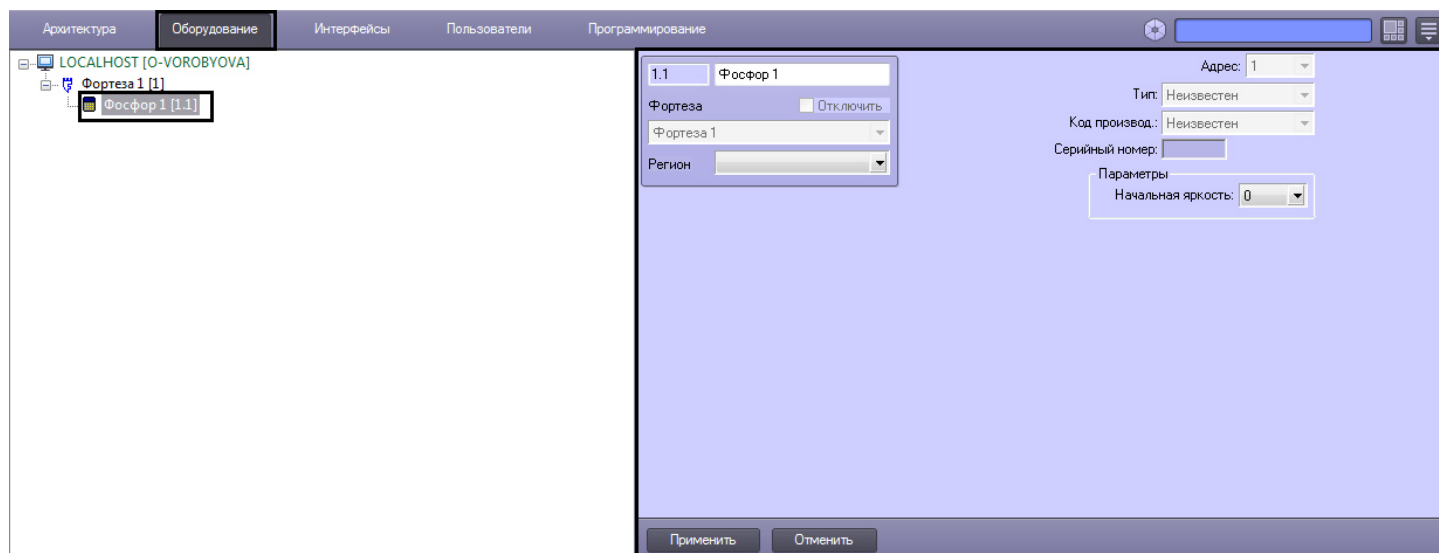 Архитектура Оборудование Интерфейсы Пользователи Программирование
LOCALHOST [O-VOROBYOVA]
Фортеза 1 [1]
Фосфор 1 [1.1]
1.1 Фосфор 1
Фортеза Отключить
Фортеза 1
Регион
Адрес: 1
Тип: Неизвестен
Код производ.: Неизвестен
Серийный номер:
Параметры
Начальная яркость: 0
Применить Отменить